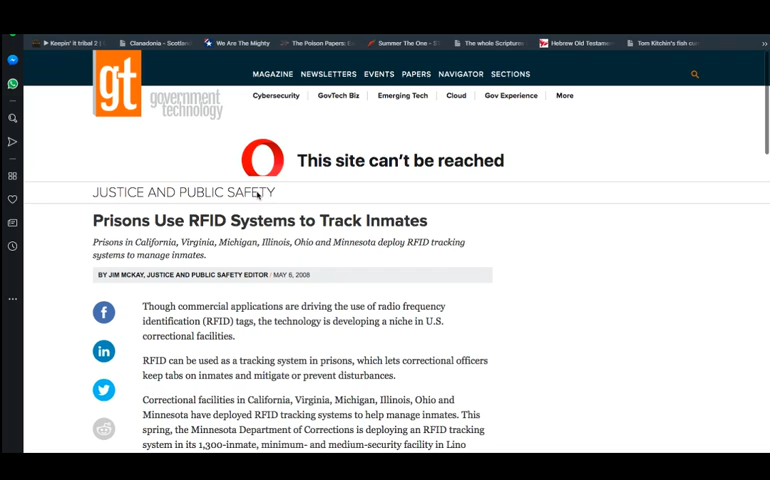 Keepin' it tribal 2 (
Clanadonia - Scotlan
We Are The Mighty
The Poison Papers: E
Summer The One - S
The whole Scriptures
Hebrew Old Testame
Tom Kitchin's fish co
»
gt
government
technology
MAGAZINE NEWSLETTERS EVENTS PAPERS NAVIGATOR SECTIONS
Cybersecurity GovTech Biz Emerging Tech Cloud Gov Experience More
This site can't be reached
JUSTICE AND PUBLIC SAFETY
Prisons Use RFID Systems to Track Inmates
Prisons in California, Virginia, Michigan, Illinois, Ohio and Minnesota deploy RFID tracking
systems to manage inmates.
BY JIM MCKAY, JUSTICE AND PUBLIC SAFETY EDITOR / MAY 6, 2008
Though commercial applications are driving the use of radio frequency
identification (RFID) tags, the technology is developing a niche in U.S.
correctional facilities.
RFID can be used as a tracking system in prisons, which lets correctional officers
keep tabs on inmates and mitigate or prevent disturbances.
Correctional facilities in California, Virginia, Michigan, Illinois, Ohio and
Minnesota have deployed RFID tracking systems to help manage inmates. This
spring, the Minnesota Department of Corrections is deploying an RFID tracking
system in its 1,300-inmate, minimum- and medium-security facility in Lino